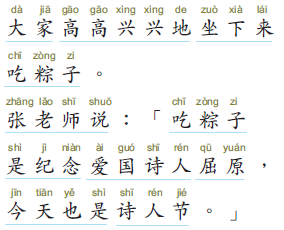 dà jiā gāo gāo xìng xìng de zuò xià lái
大家高高兴兴地坐下来
chī zòng zi
吃粽子。
zhāng lǎo shī shuō chī zòng zi
张老师说：「吃粽子
shì jì niàn ài guó shī rén qū yuán
是纪念爱国诗人屈原，
jīn tiān yě shì shī rén jié
今天也是诗人节。」